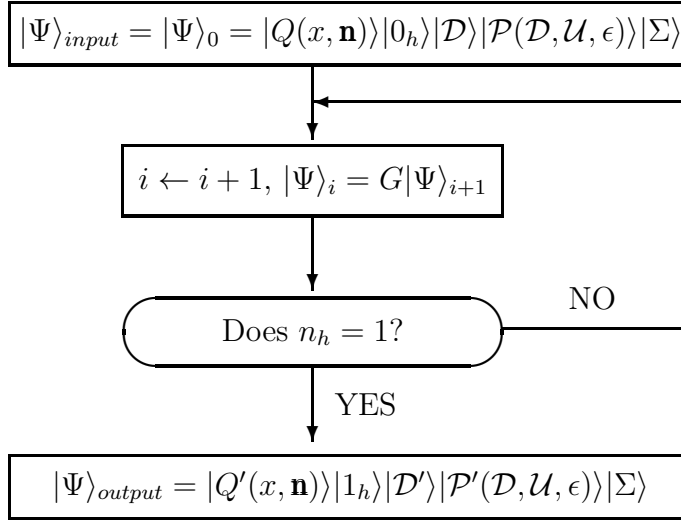 |Ψ⟩_{input} = |Ψ⟩_0 = |Q(x, **n**)⟩|0_h⟩|𝒟⟩|𝒫(𝒟, 𝒰, ϵ)⟩|Σ⟩
i ← i + 1, |Ψ⟩_i = G|Ψ⟩_{i+1}
Does n_h = 1?
NO
YES
|Ψ⟩_{output} = |Q′(x, **n**)⟩|1_h⟩|𝒟′⟩|𝒫′(𝒟, 𝒰, ϵ)⟩|Σ⟩